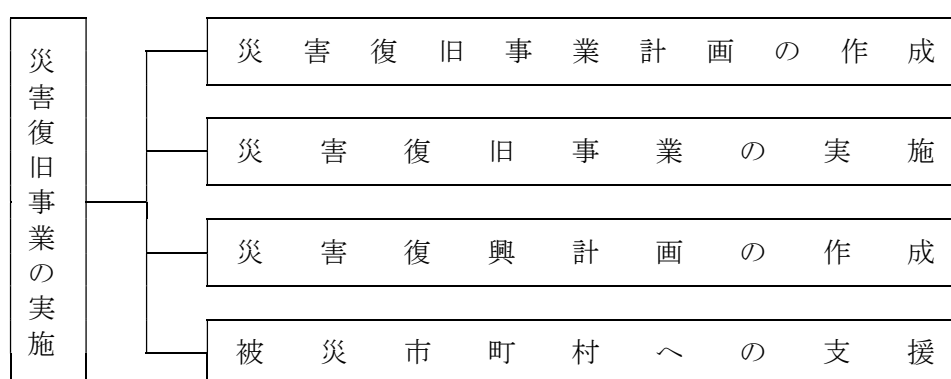 災害復旧事業の実施
災害復旧事業計画の作成
災害復旧事業の実施
災害復興計画の作成
被災市町村への支援